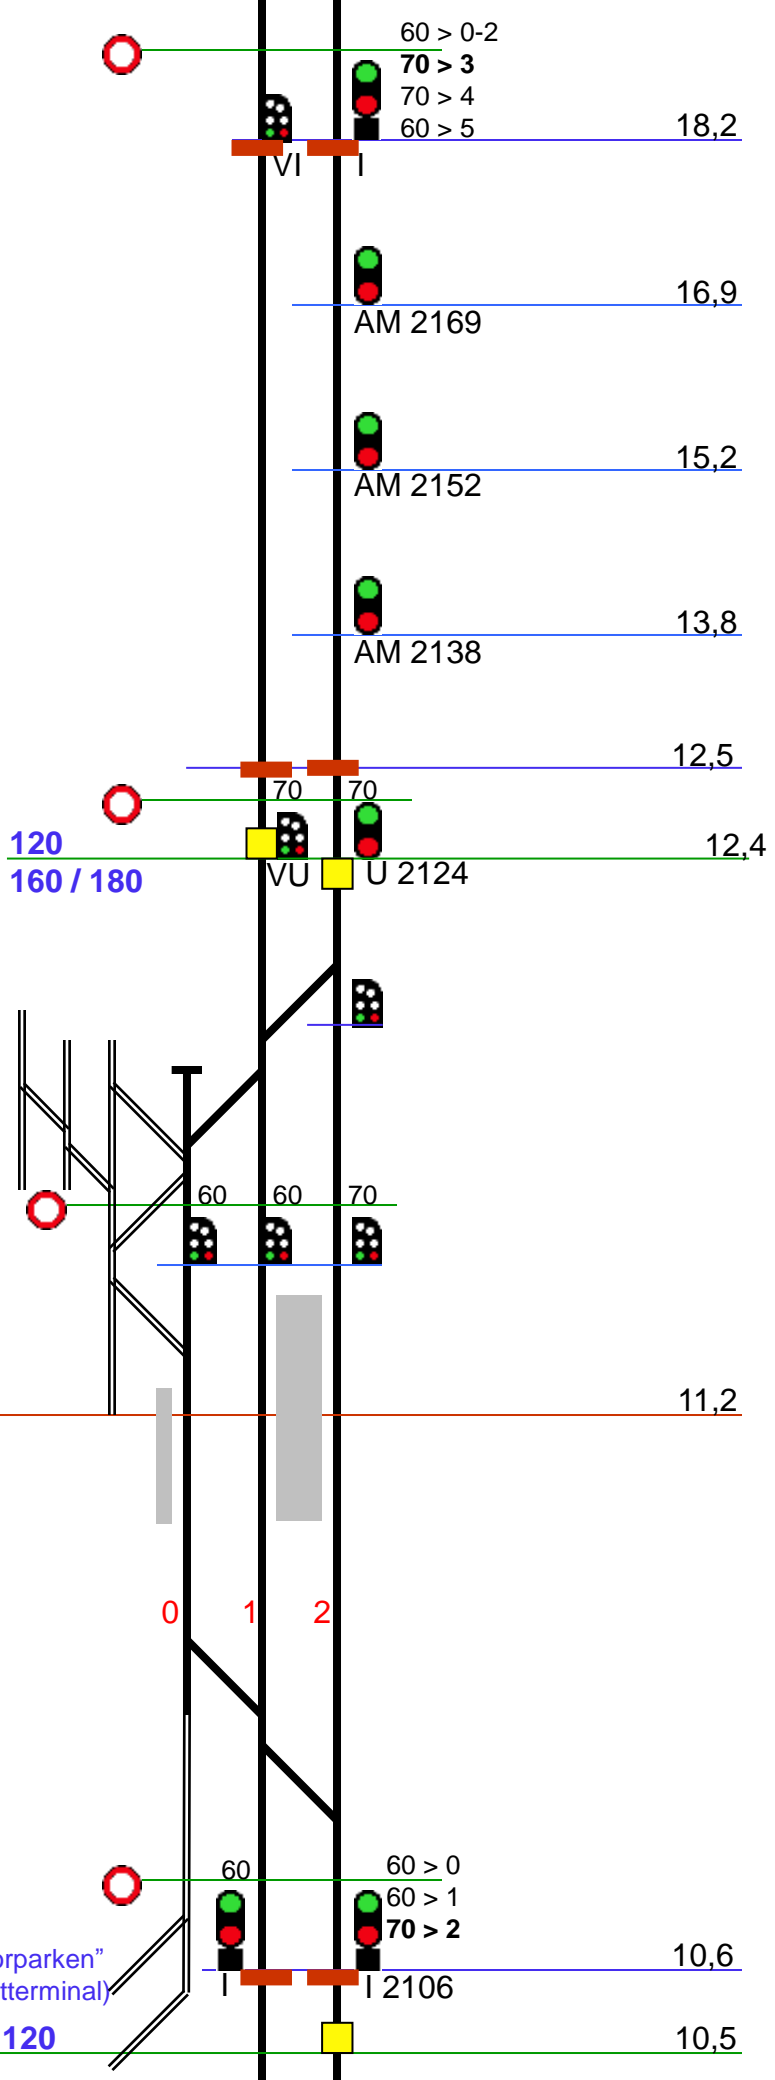 60 > 0-2
70 > 3
70 > 4
60 > 5
18,2
VI
I
16,9
AM 2169
15,2
AM 2152
13,8
AM 2138
12,5
70
70
120
12,4
160 / 180
VU
U 2124
60
60
70
11,2
0
1
2
60
60 > 0
60 > 1
70 > 2
orparken”
10,6
tterminal)
I
I 2106
120
10,5